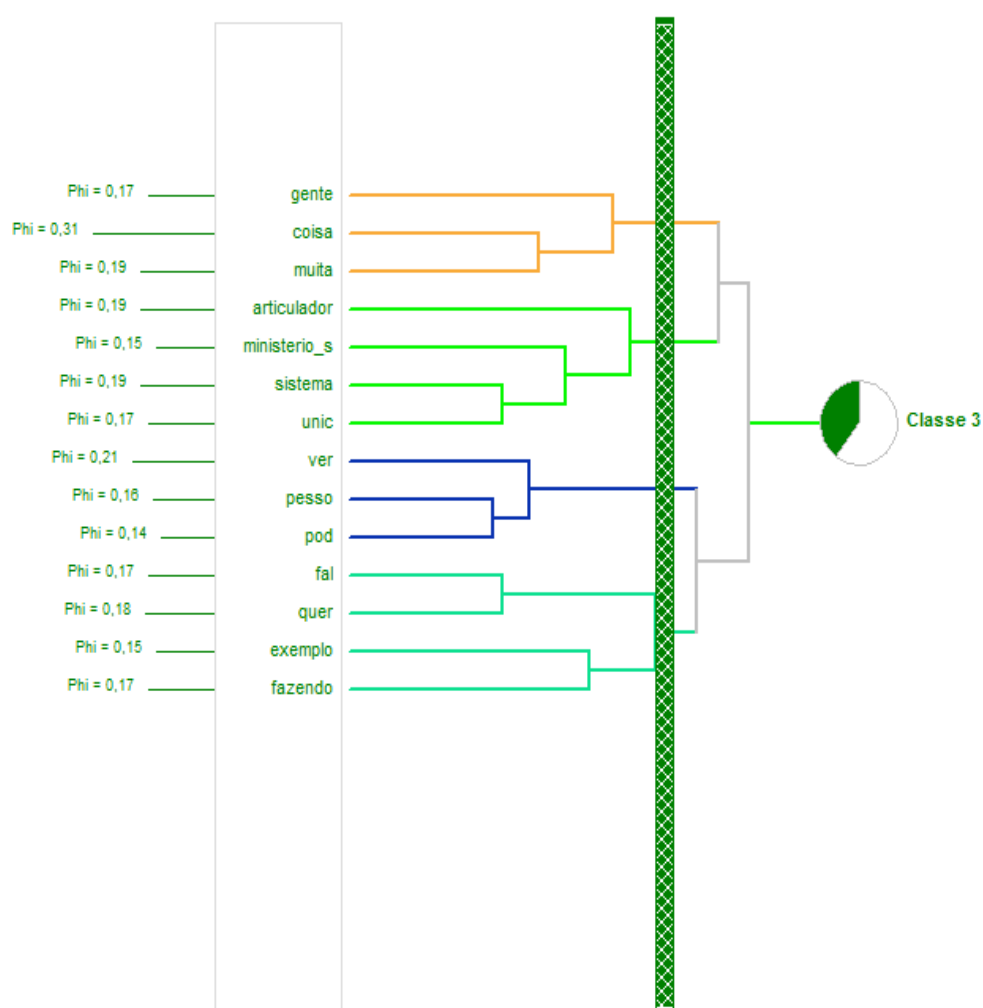 Phi = 0,17 gente
Phi = 0,31 coisa
Phi = 0,19 muita
Phi = 0,19 articulador
Phi = 0,15 ministerio_s
Phi = 0,19 sistema
Phi = 0,17 unic
Classe 3
Phi = 0,21 ver
Phi = 0,16 pesso
Phi = 0,14 pod
Phi = 0,17 fal
Phi = 0,18 quer
Phi = 0,15 exemplo
Phi = 0,17 fazendo